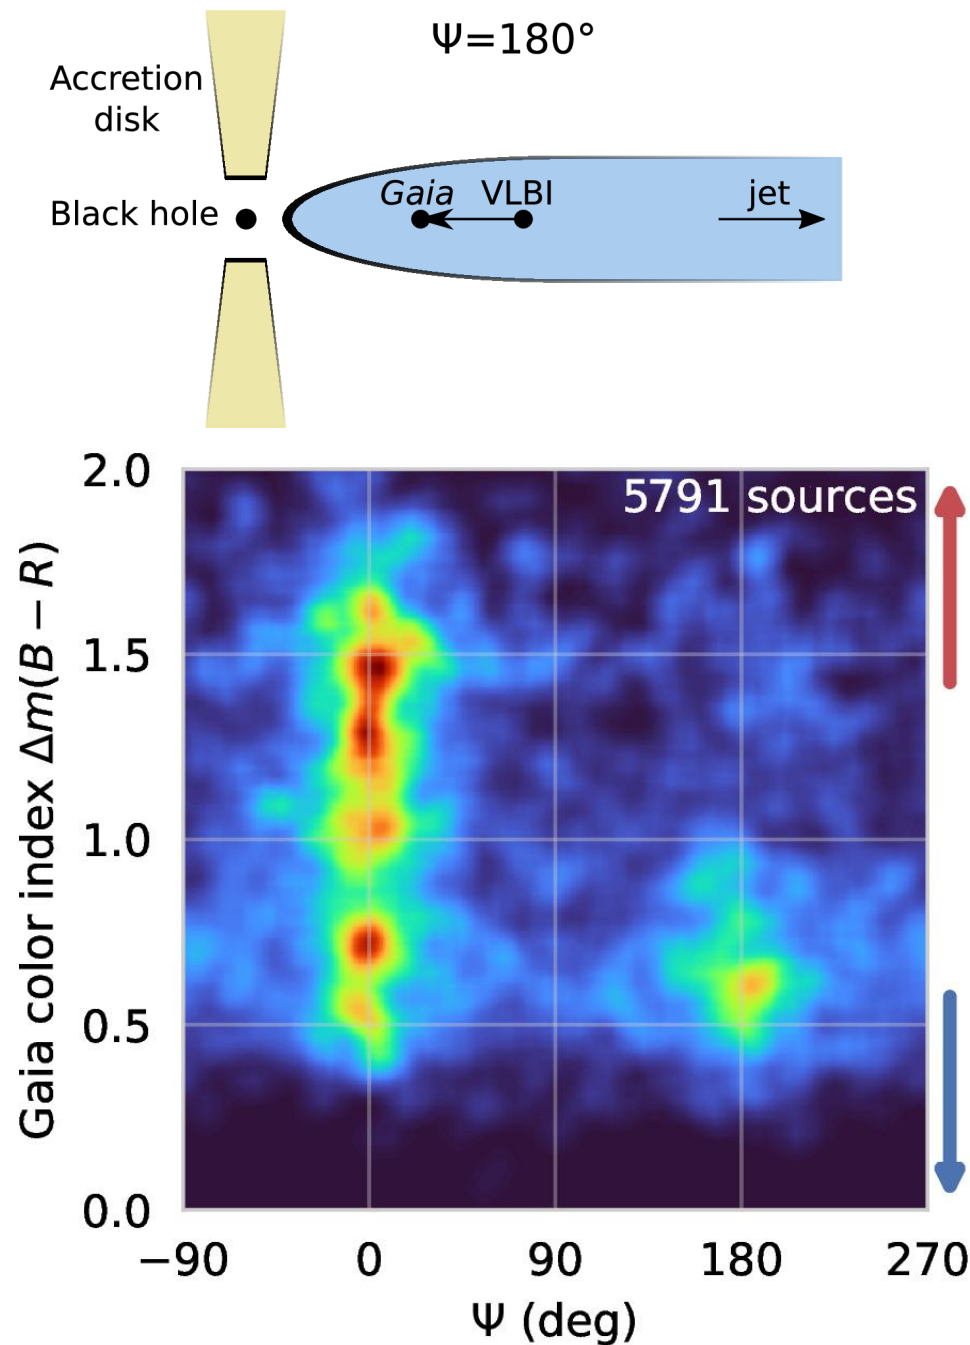 Ψ=180°
Accretion
disk
Gaia VLBI jet
Black hole
2.0
5791 sources
1.5
1.0
0.5
0.0
Gaia color index Δm(B − R)
−90 0 90 180 270
Ψ (deg)